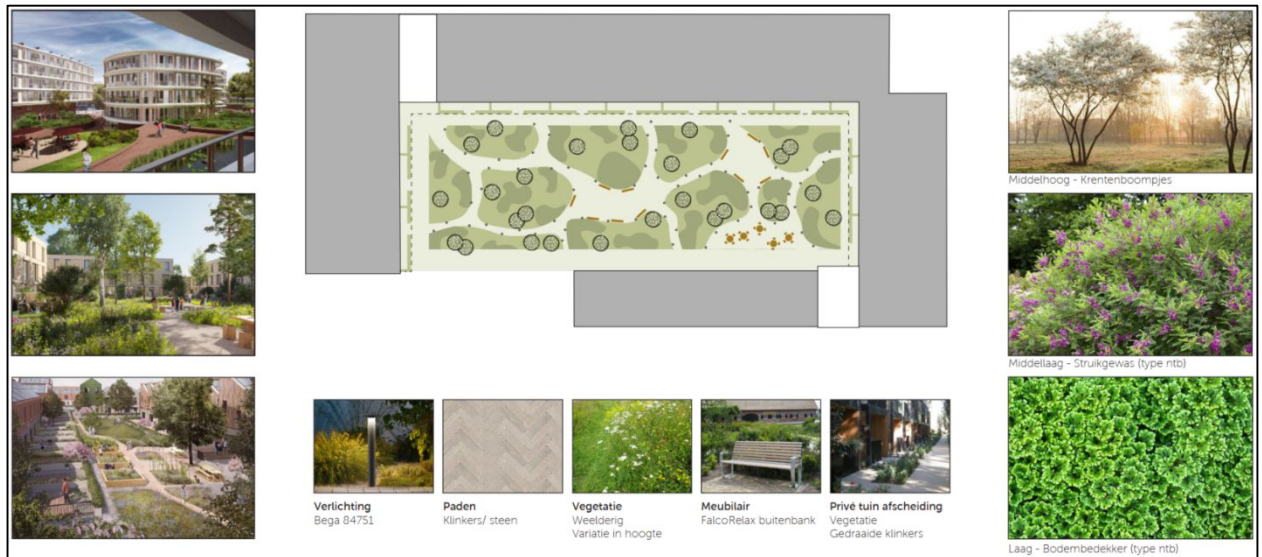 Middelhoog - Krentenboompjes
Middellaag - Struikgewas (type ntb)
Verlichting
Bega 84751
Paden
Klinkers/ steen
Vegetatie
Weelderig
Variatie in hoogte
Meubilair
FalcoRelax buitenbank
Privé tuin afscheiding
Vegetatie
Gedraaide klinkers
Laag - Bodembedekker (type ntb)